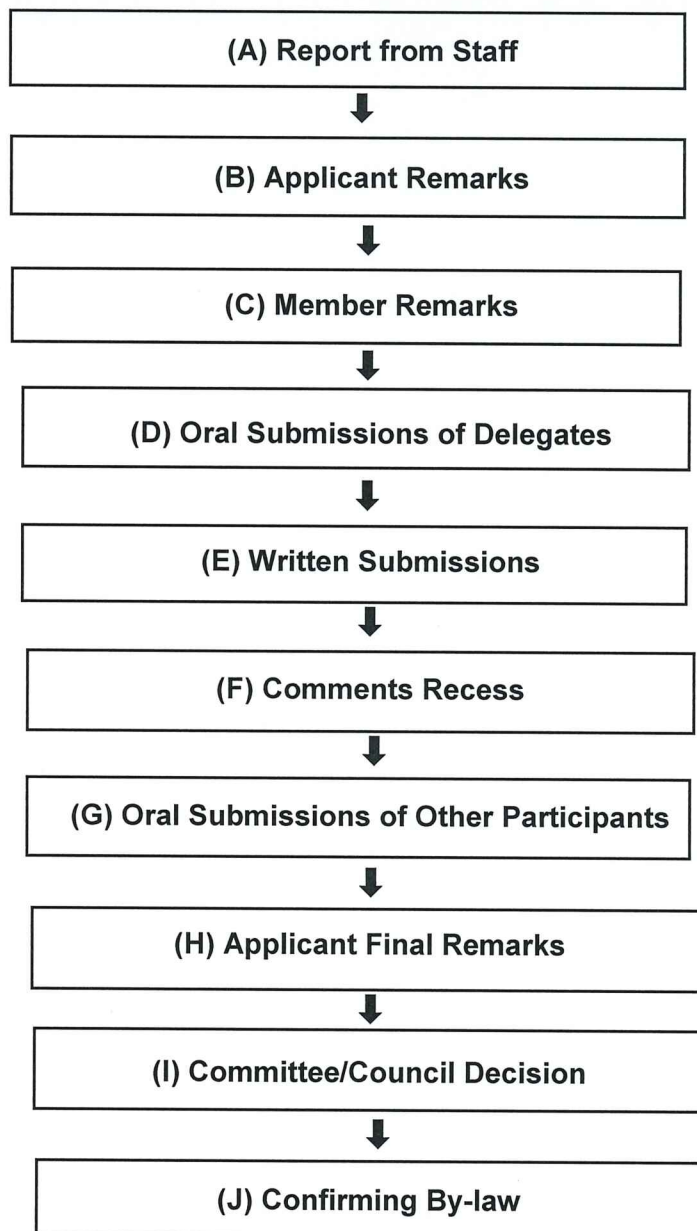 (A) Report from Staff
(B) Applicant Remarks
(C) Member Remarks
(D) Oral Submissions of Delegates
(E) Written Submissions
(F) Comments Recess
(G) Oral Submissions of Other Participants
(H) Applicant Final Remarks
(I) Committee/Council Decision
(J) Confirming By-law